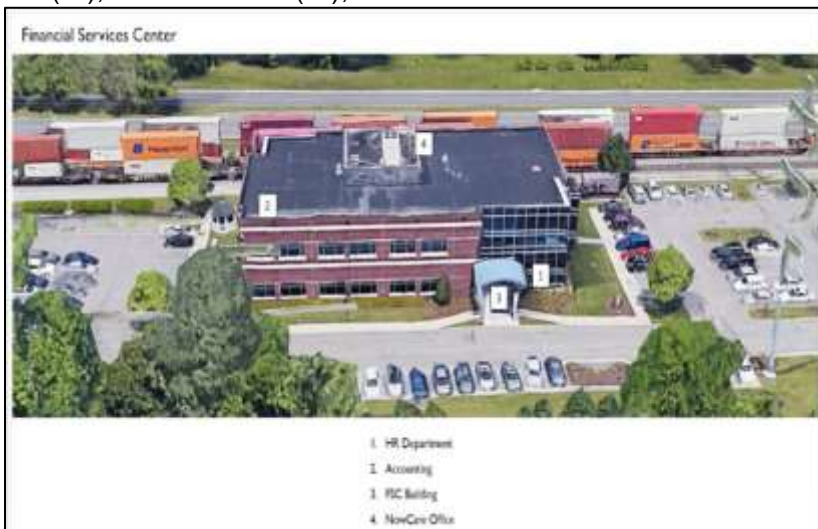 Financial Services Center
2
4
3
1
1. HR Department
2. Accounting
3. FSC Building
4. NowCare Office